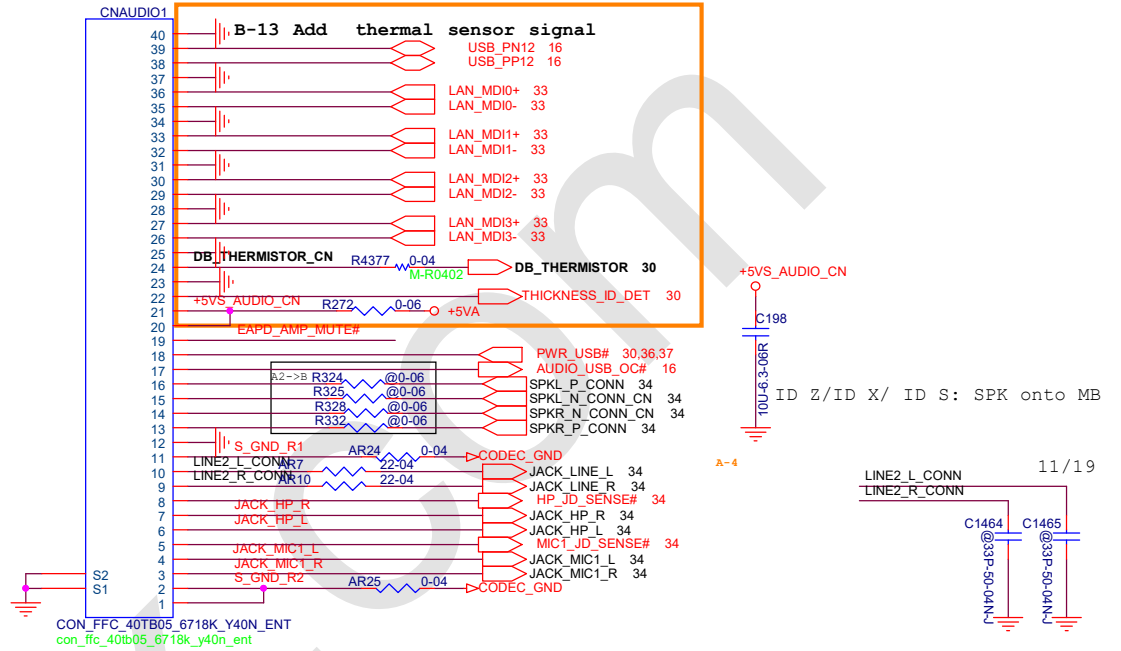 CNAUDIO1
B-13 Add thermal sensor signal
40
39 USB_PN12 16
38 USB_PP12 16
37
36 LAN_MDI0+ 33
35 LAN_MDI0- 33
34
33 LAN_MDI1+ 33
32 LAN_MDI1- 33
31
30 LAN_MDI2+ 33
29 LAN_MDI2- 33
28
27 LAN_MDI3+ 33
26 LAN_MDI3- 33
25
DB_THERMISTOR_CN
24 R4377 0-04 DB_THERMISTOR 30
M-R0402
23
22 THICKNESS_ID_DET 30
+5VS_AUDIO_CN
21 R272 0-06 +5VA
20
EAPD_AMP_MUTE#
19
18 PWR_USB# 30,36,37
17 AUDIO_USB_OC# 16
A2->B
16 R324 @0-06 SPKL_P_CONN 34
15 R325 @0-06 SPKL_N_CONN_CN 34
14 R328 @0-06 SPKR_N_CONN_CN 34
13 R332 @0-06 SPKR_P_CONN 34
12
S_GND_R1
11 AR24 0-04 CODEC_GND
LINE2_L_CONN
10 AR7 22-04 JACK_LINE_L 34
LINE2_R_CONN
9 AR10 22-04 JACK_LINE_R 34
8 HP_JD_SENSE# 34
JACK_HP_R
7 JACK_HP_R 34
JACK_HP_L
6 JACK_HP_L 34
5 MIC1_JD_SENSE# 34
JACK_MIC1_L
4 JACK_MIC1_L 34
JACK_MIC1_R
3 JACK_MIC1_R 34
S_GND_R2
2 AR25 0-04 CODEC_GND
1
S2
S1
CON_FFC_40TB05_6718K_Y40N_ENT
con_ffc_40tb05_6718k_y40n_ent
+5VS_AUDIO_CN
C198
10U-6.3-06R
ID Z/ID X/ ID S: SPK onto MB
A-4
11/19
LINE2_L_CONN
LINE2_R_CONN
C1464
@33P-50-04N-J
C1465
@33P-50-04N-J
com